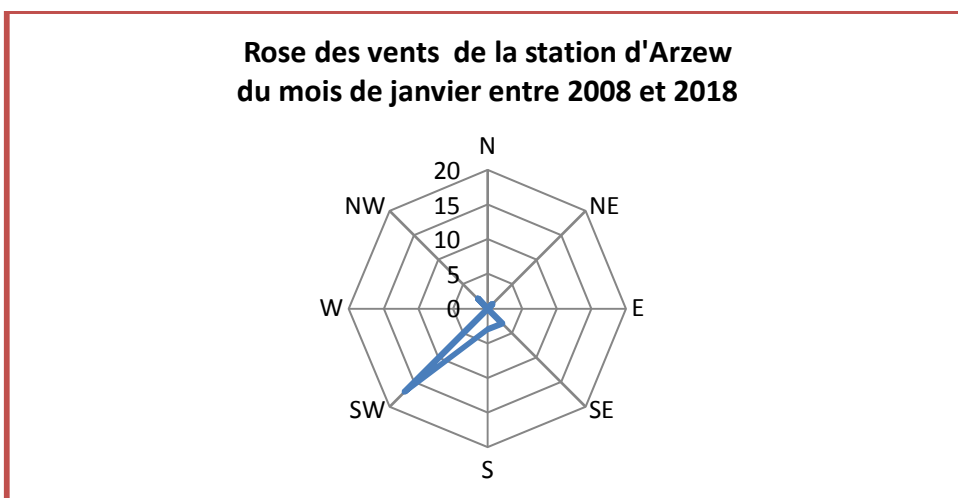 Rose des vents de la station d'Arzew
du mois de janvier entre 2008 et 2018
N
20
NW
15
NE
10
5
W
0
E
SW
SE
S